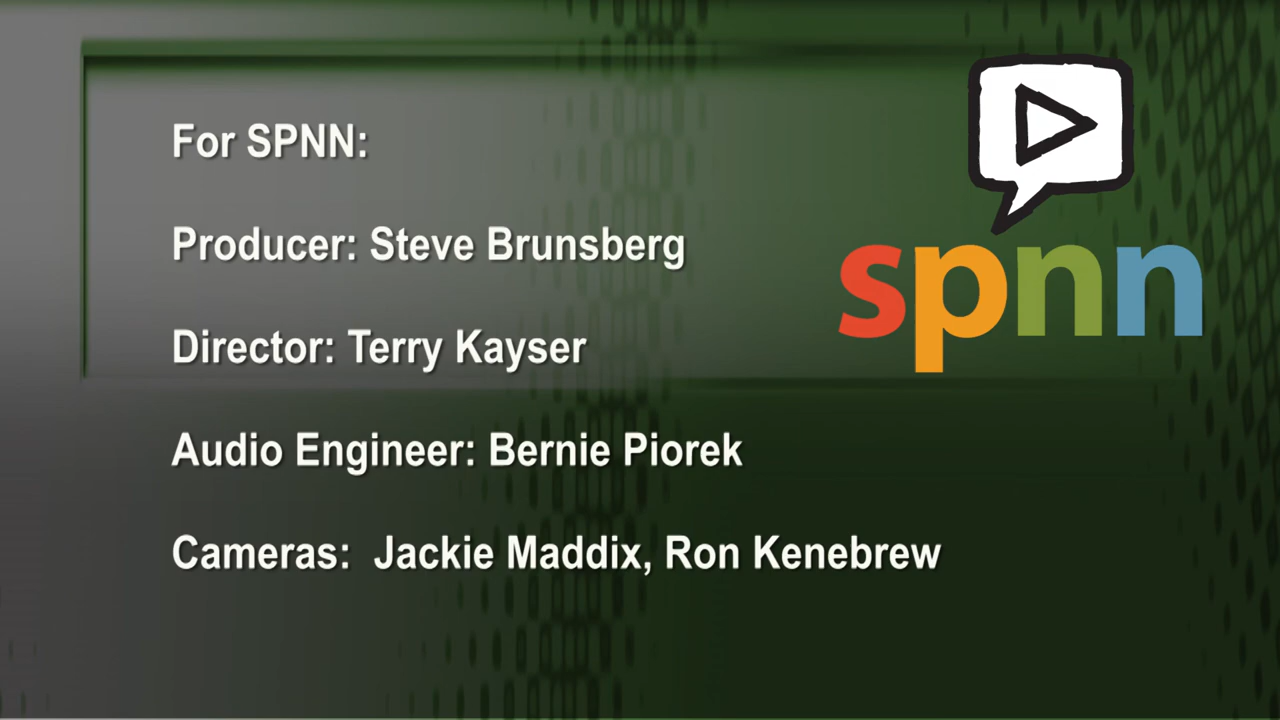 For SPNN:
spnn
Producer: Steve Brunsberg
Director: Terry Kayser
Audio Engineer: Bernie Piorek
Cameras:  Jackie Maddix, Ron Kenebrew